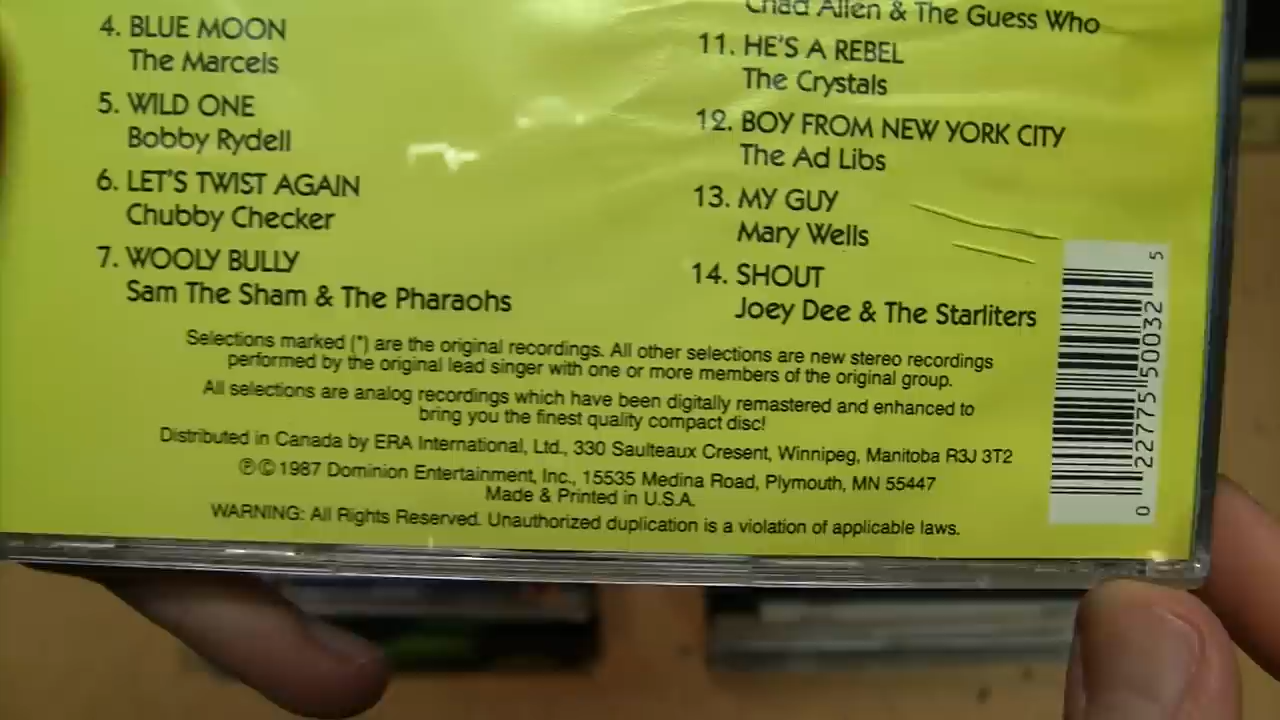 4. BLUE MOON
The Marcels
5. WILD ONE
Bobby Rydell
6. LET'S TWIST AGAIN
Chubby Checker
7. WOOLY BULLY
Sam The Sham & The Pharaohs
Chad Allen & The Guess Who
11. HE'S A REBEL
The Crystals
12. BOY FROM NEW YORK CITY
The Ad Libs
13. MY GUY
Mary Wells
14. SHOUT
Joey Dee & The Starliters
Selections marked (*) are the original recordings. All other selections are new stereo recordings
performed by the original lead singer with one or more members of the original group.
All selections are analog recordings which have been digitally remastered and enhanced to
bring you the finest quality compact disc!
Distributed in Canada by ERA International, Ltd., 330 Saulteaux Cresent, Winnipeg, Manitoba R3J 3T2
℗© 1987 Dominion Entertainment, Inc., 15535 Medina Road, Plymouth, MN 55447
Made & Printed in U.S.A.
WARNING: All Rights Reserved. Unauthorized duplication is a violation of applicable laws.
0 22775 50032 5